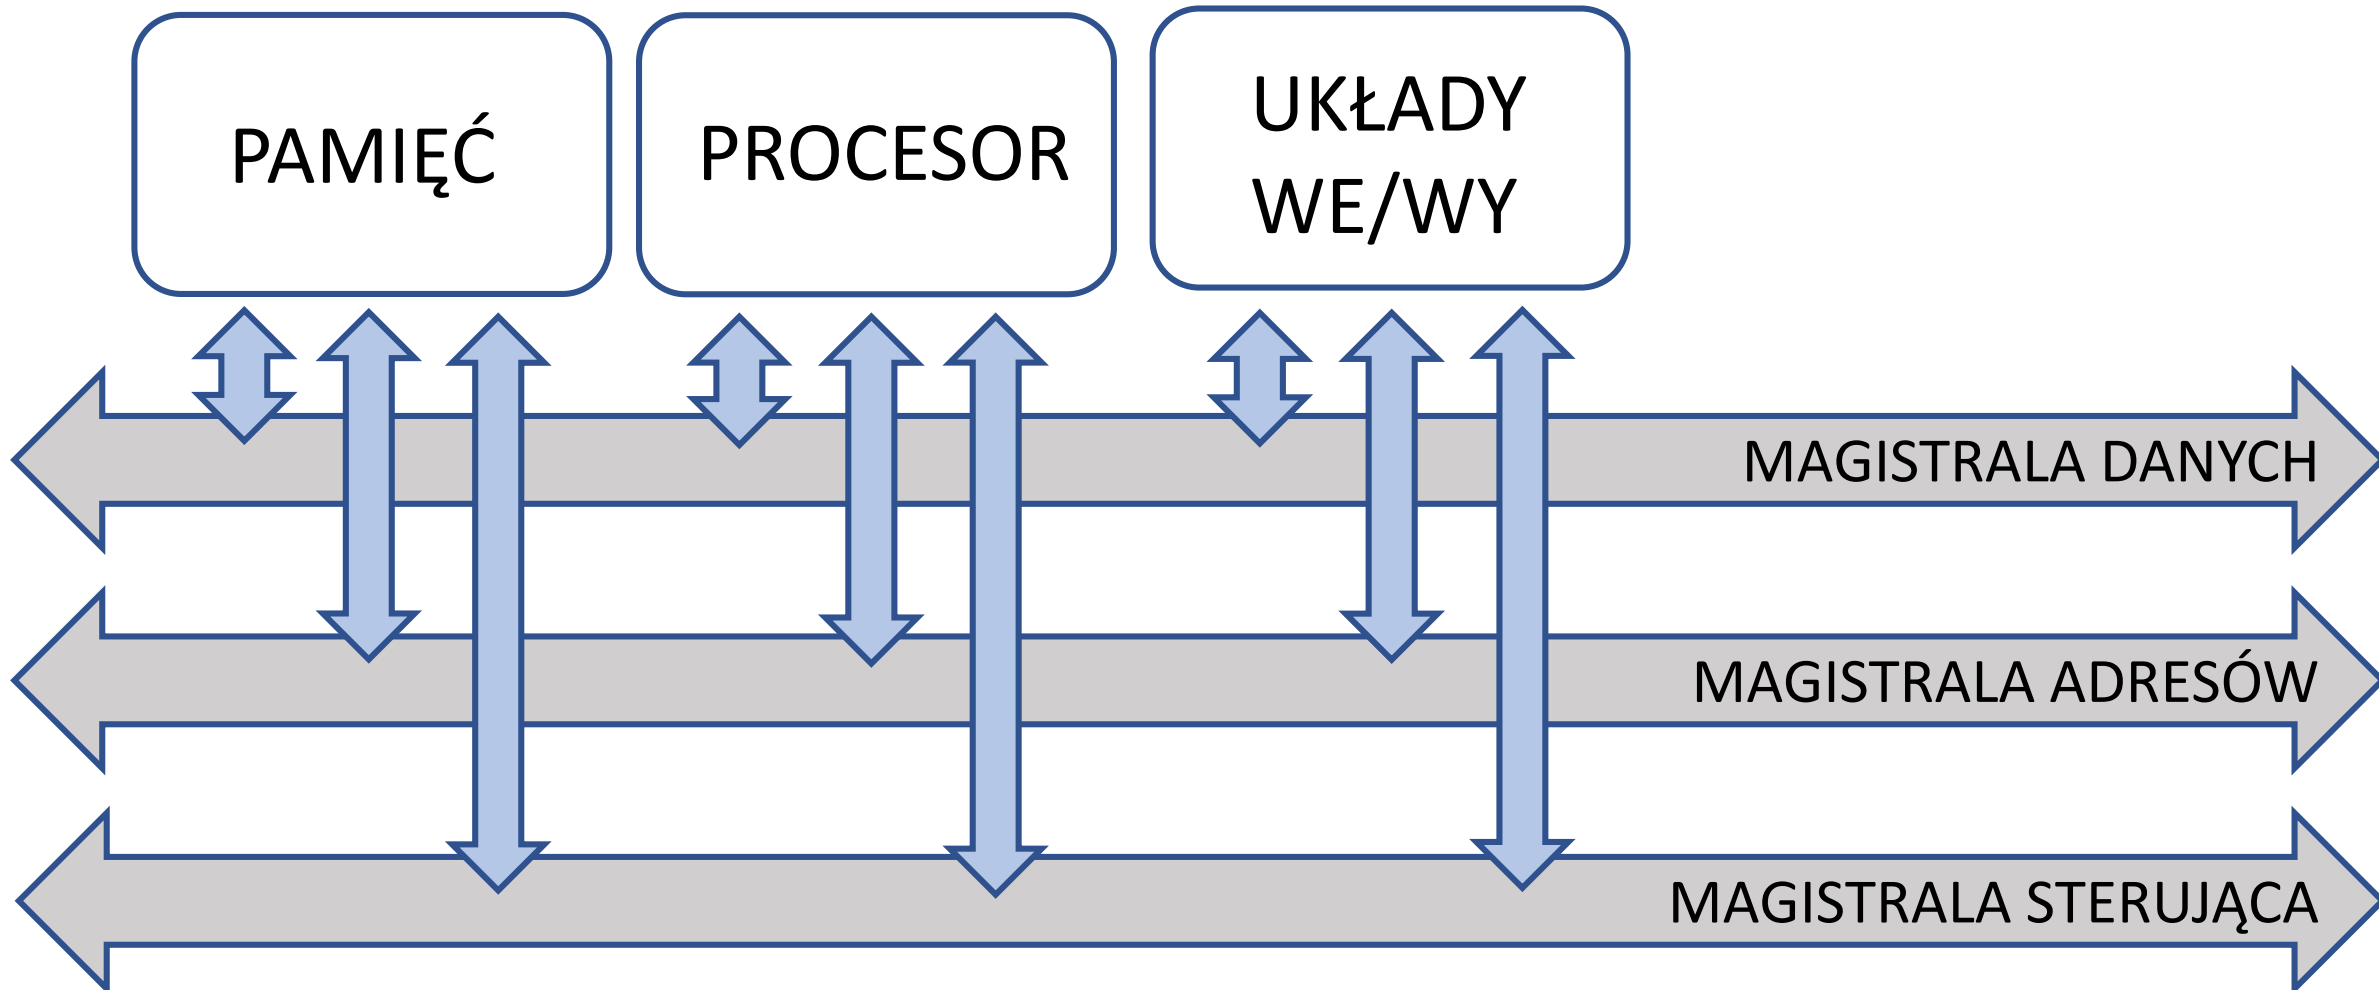 PAMIĘĆ
PROCESOR
UKŁADY
WE/WY
MAGISTRALA DANYCH
MAGISTRALA ADRESÓW
MAGISTRALA STERUJĄCA